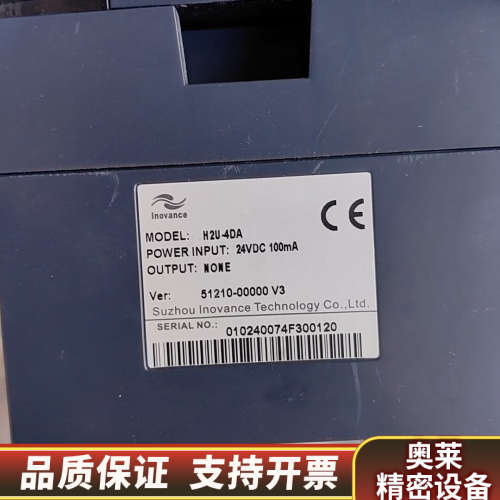 Inovance
CE
MODEL: H2U-4DA
POWER INPUT: 24VDC 100mA
OUTPUT: NONE
Ver: 51210-00000 V3
Suzhou Inovance Technology Co.,Ltd.
SERIAL NO.: 010240074F300120
品质保证 支持开票
奥莱
精密设备